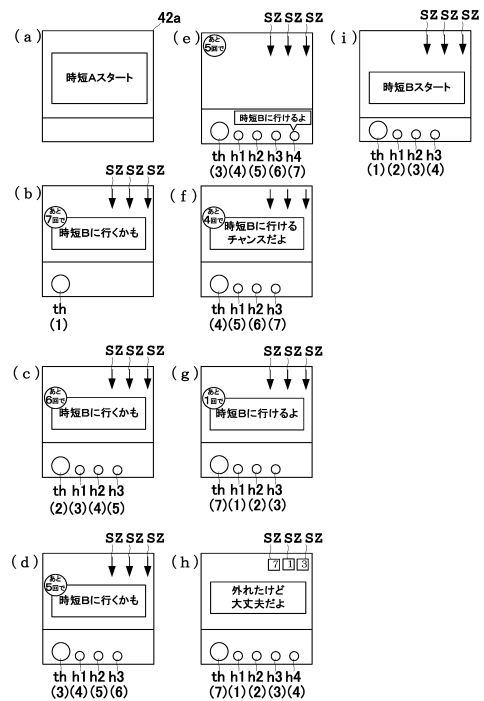 (a)
42a
時短Aスタート
(b)
SZ SZ SZ
あと
7回で
時短Bに行くかも
th
(1)
(c)
SZ SZ SZ
あと
6回で
時短Bに行くかも
th h1 h2 h3
(2)(3)(4)(5)
(d)
SZ SZ SZ
あと
5回で
時短Bに行くかも
th h1 h2 h3
(3)(4)(5)(6)
(e)
SZ SZ SZ
あと
5回で
時短Bに行けるよ
th h1 h2 h3 h4
(3)(4)(5)(6)(7)
(f)
SZ SZ SZ
あと
4回で
時短Bに行ける
チャンスだよ
th h1 h2 h3
(4)(5)(6)(7)
(g)
SZ SZ SZ
あと
1回で
時短Bに行けるよ
th h1 h2 h3
(7)(1)(2)(3)
(h)
SZ SZ SZ
7 1 3
外れたけど
大丈夫だよ
th h1 h2 h3 h4
(7)(1)(2)(3)(4)
(i)
SZ SZ SZ
時短Bスタート
th h1 h2 h3
(1)(2)(3)(4)